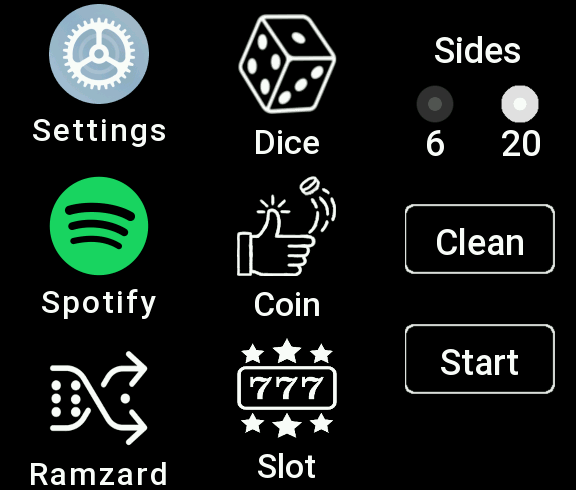 Settings
Spotify
Ramzard
Dice
Coin
777
Slot
Sides
6 20
Clean
Start